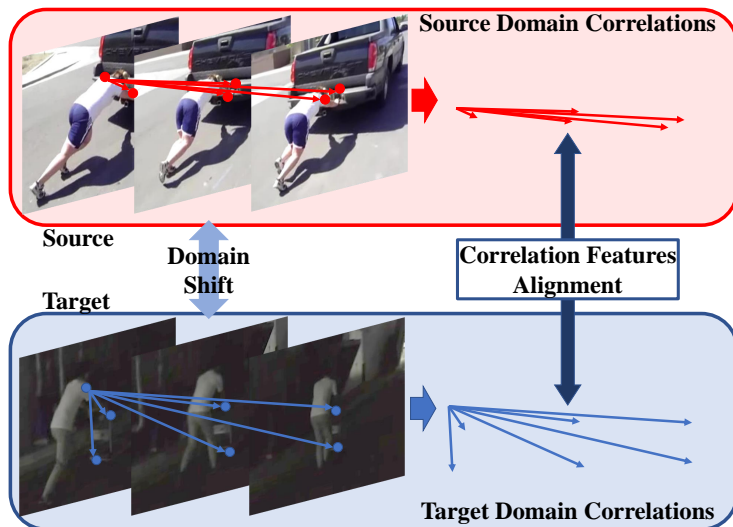 Source Domain Correlations
Source
Domain
Shift
Correlation Features
Alignment
Target
Target Domain Correlations